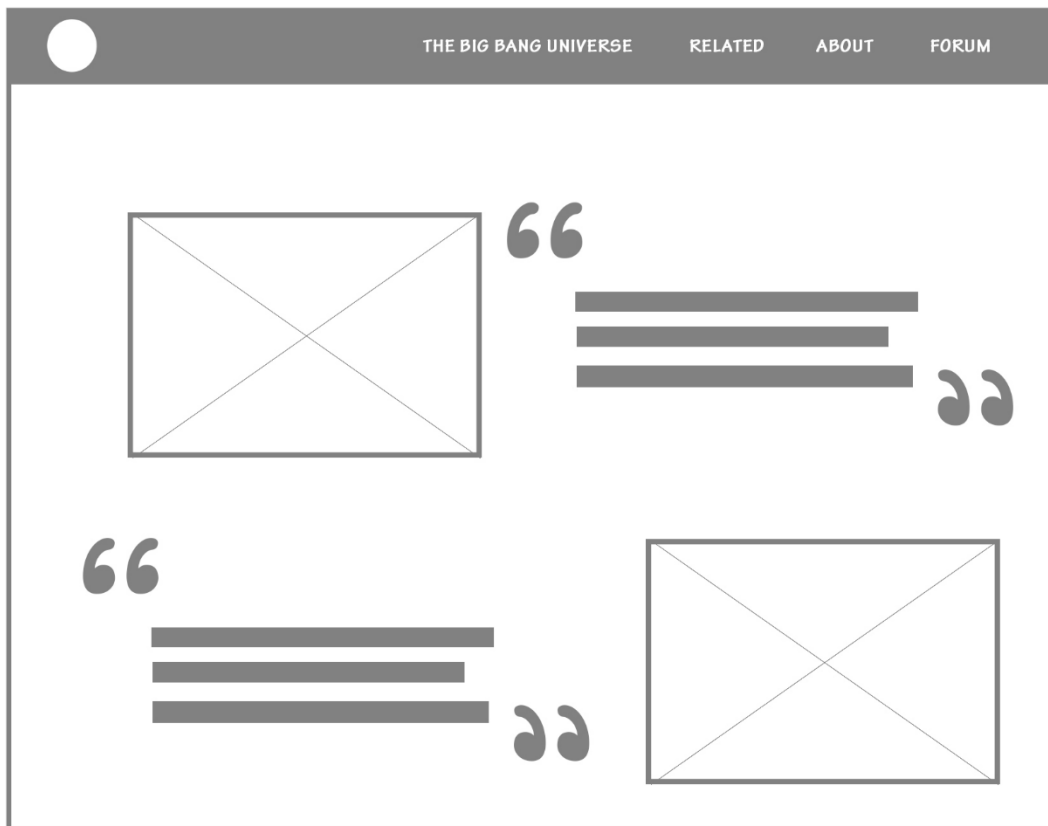 THE BIG BANG UNIVERSE RELATED ABOUT FORUM
“
”
“
”